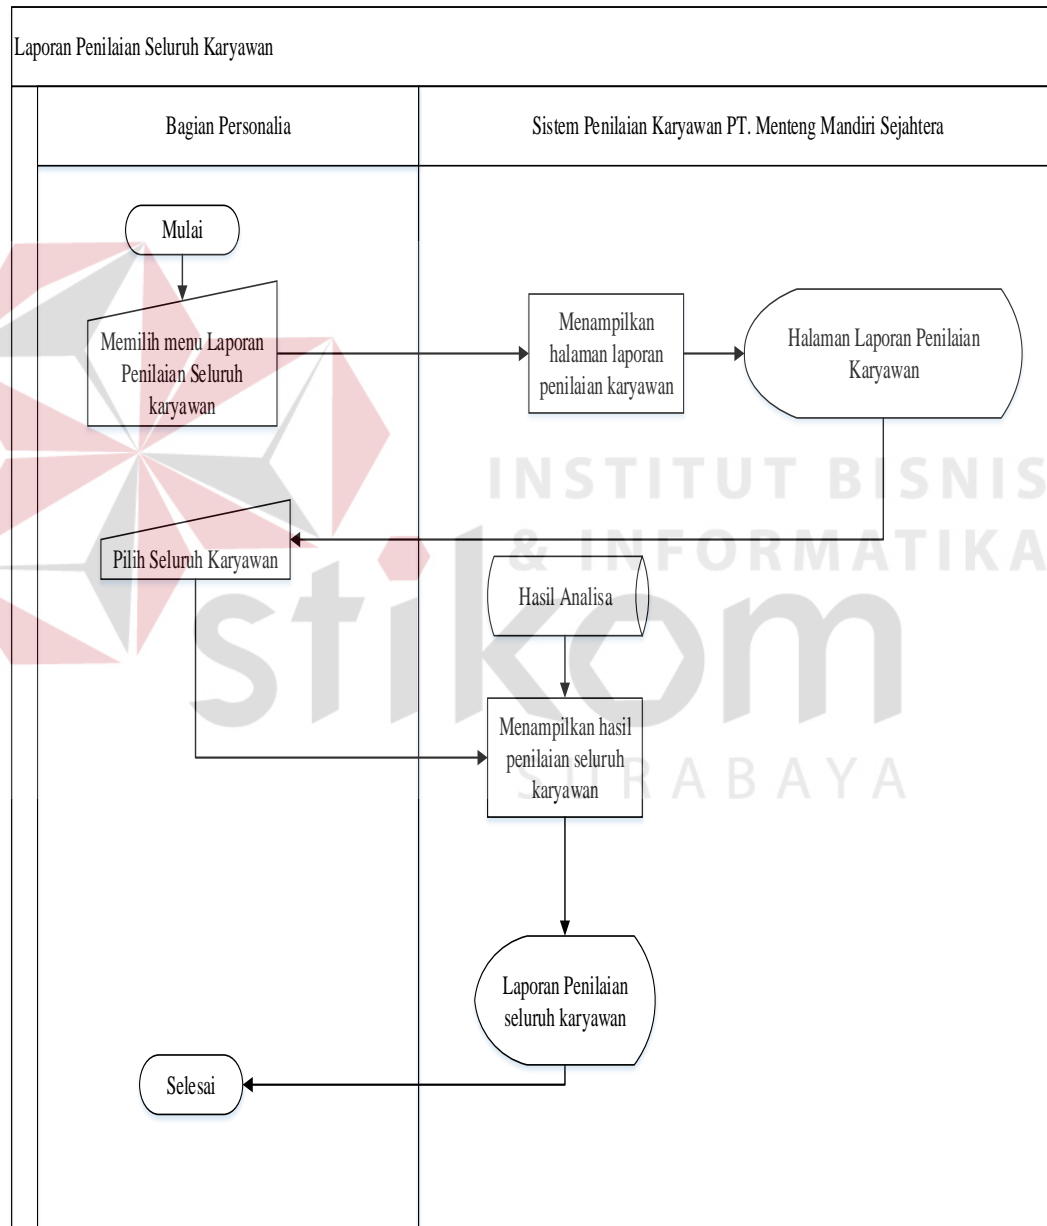 Laporan Penilaian Seluruh Karyawan
Bagian Personalia
Sistem Penilaian Karyawan PT. Menteng Mandiri Sejahtera
Mulai
Memilih menu Laporan
Penilaian Seluruh
karyawan
Menampilkan
halaman laporan
penilaian karyawan
Halaman Laporan Penilaian
Karyawan
INSTITUT BISNIS
& INFORMATIKA
Pilih Seluruh Karyawan
Hasil Analisa
stikom
Menampilkan hasil
penilaian seluruh
karyawan
SURABAYA
Laporan Penilaian
seluruh karyawan
Selesai